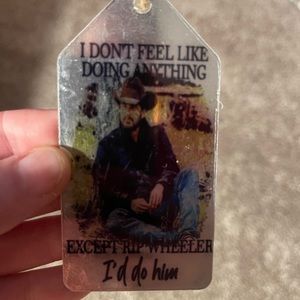 I DON'T FEEL LIKE
DOING ANYTHING
EXCEPT RIP WHEELER
I'd do him